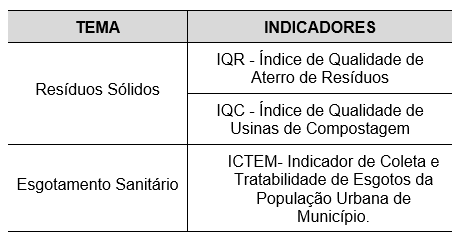 TEMA
INDICADORES
Resíduos Sólidos
IQR - Índice de Qualidade de
Aterro de Resíduos
IQC - Índice de Qualidade de
Usinas de Compostagem
Esgotamento Sanitário
ICTEM- Indicador de Coleta e
Tratabilidade de Esgotos da
População Urbana de
Município.